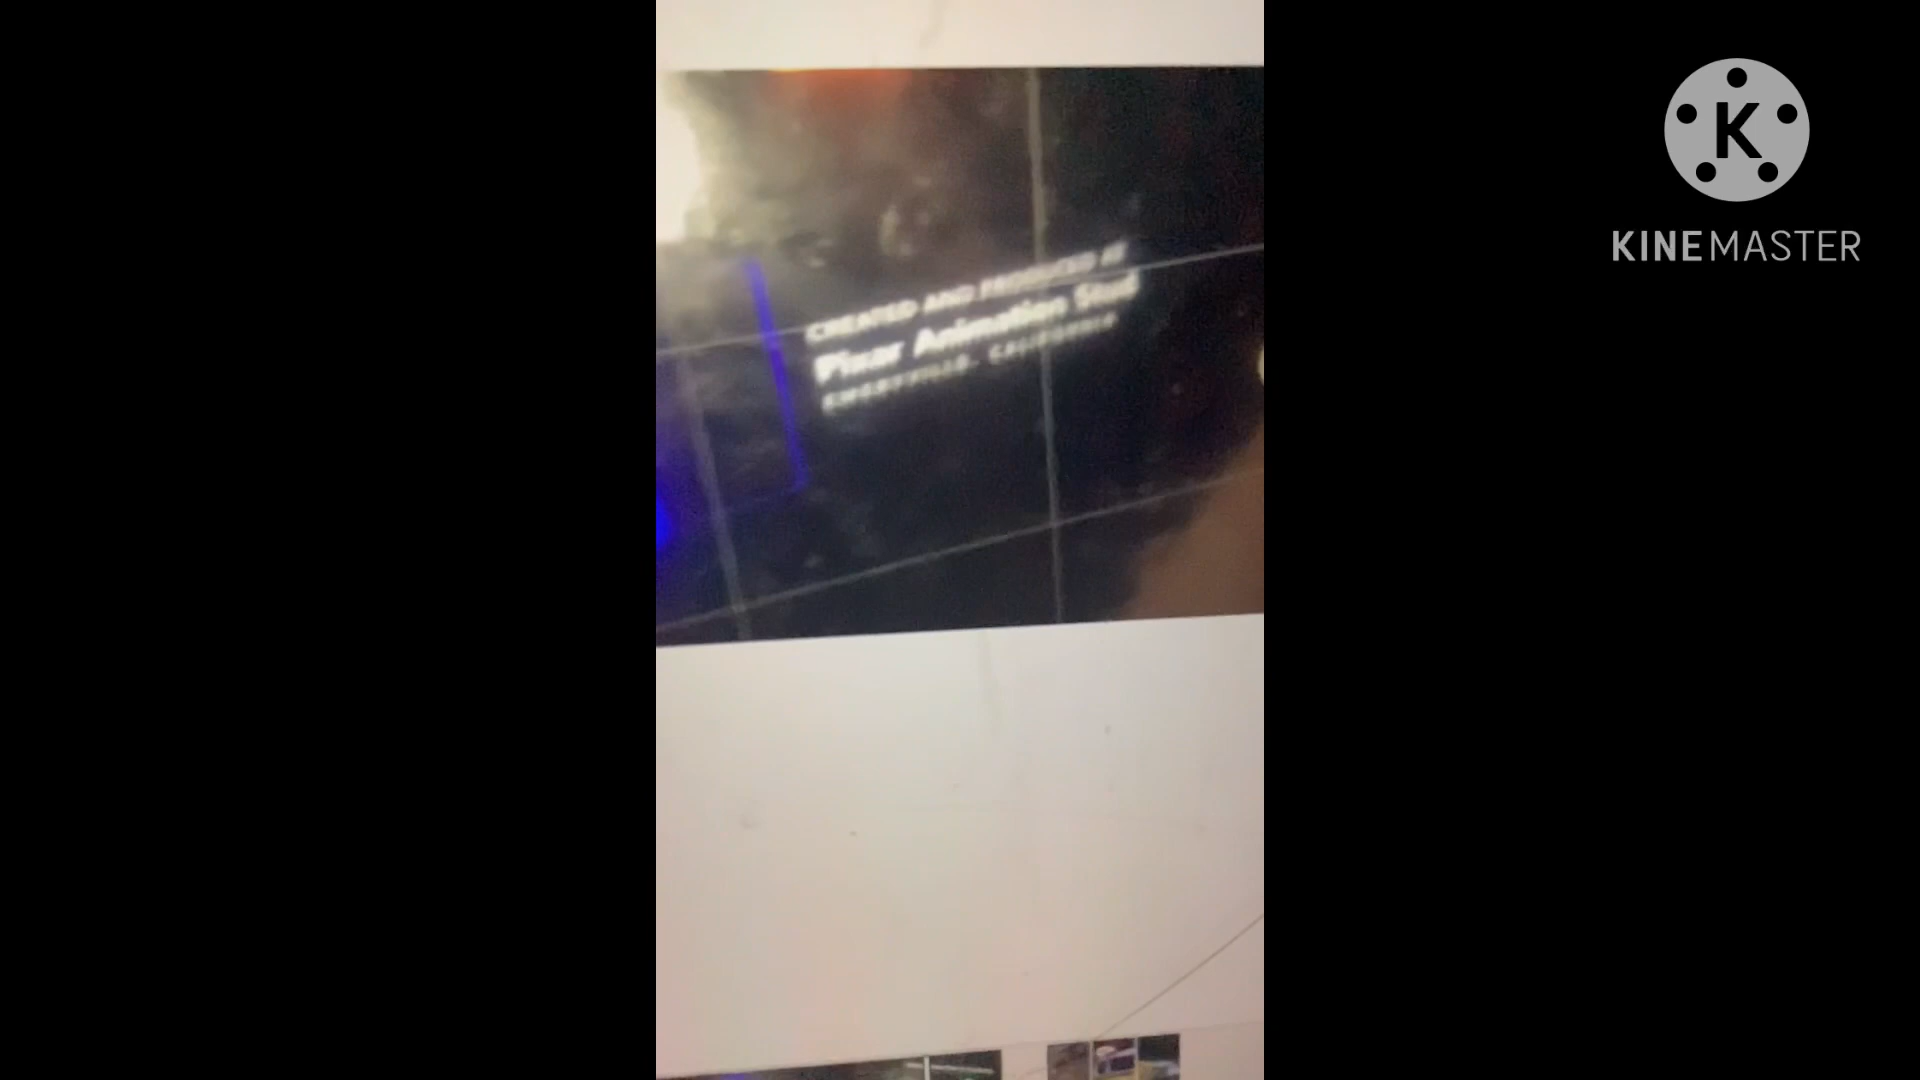 CREATED AND PRODUCED AT
Pixar Animation Stud
EMERYVILLE, CALIFORNIA
K
KINEMASTER